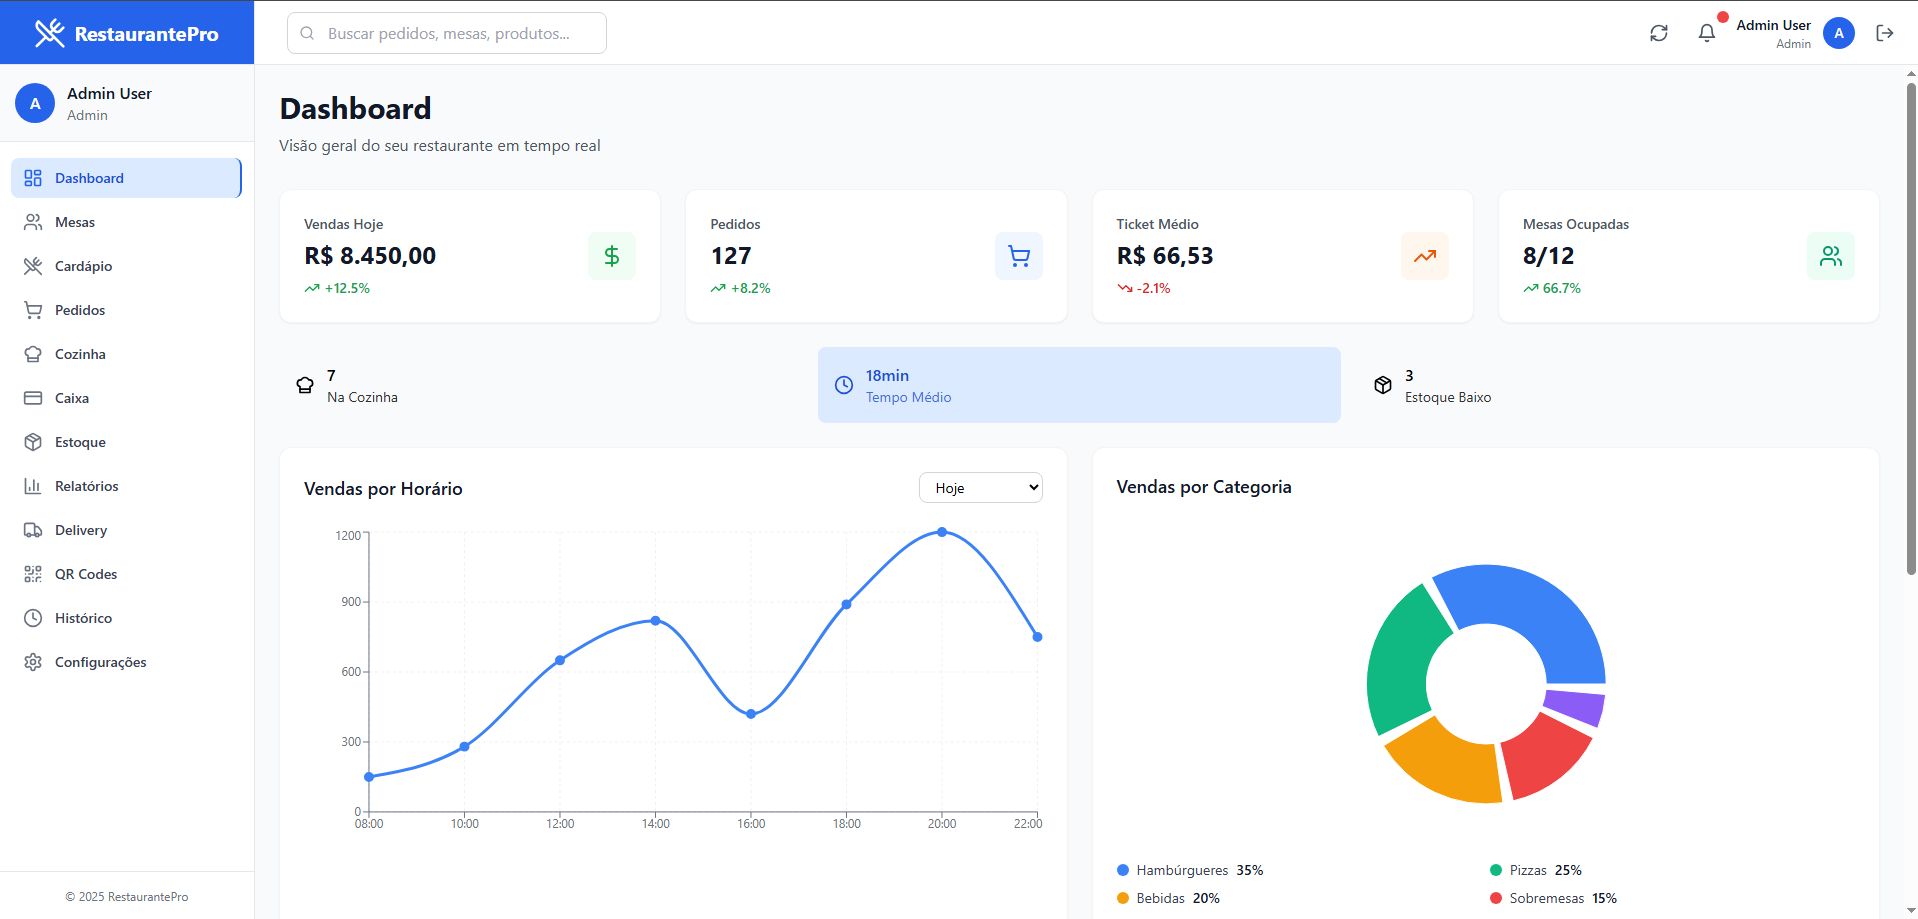 RestaurantePro
Buscar pedidos, mesas, produtos...
Admin User
Admin
A
A
Admin User
Admin
Dashboard
Mesas
Cardápio
Pedidos
Cozinha
Caixa
Estoque
Relatórios
Delivery
QR Codes
Histórico
Configurações
© 2025 RestaurantePro
Dashboard
Visão geral do seu restaurante em tempo real
Vendas Hoje
R$ 8.450,00
+12.5%
Pedidos
127
+8.2%
Ticket Médio
R$ 66,53
-2.1%
Mesas Ocupadas
8/12
66.7%
7
Na Cozinha
18min
Tempo Médio
3
Estoque Baixo
Vendas por Horário
Hoje
1200
900
600
300
0
08:00 10:00 12:00 14:00 16:00 18:00 20:00 22:00
Vendas por Categoria
Hambúrgueres 35%
Pizzas 25%
Bebidas 20%
Sobremesas 15%